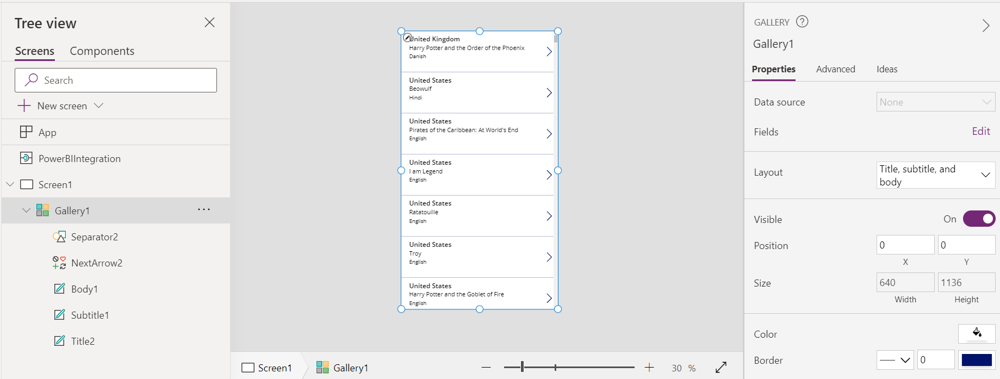 Tree view
Screens Components
Search
New screen
App
PowerBIIntegration
Screen1
Gallery1 ...
Separator2
NextArrow2
Body1
Subtitle1
Title2
United Kingdom
Harry Potter and the Order of the Phoenix
Danish
United States
Beowulf
Hindi
United States
Pirates of the Caribbean: At World's End
English
United States
I am Legend
English
United States
Ratatouille
English
United States
Troy
English
United States
Harry Potter and the Goblet of Fire
English
Screen1 Gallery1 30 %
GALLERY ?
Gallery1
Properties Advanced Ideas
Data source None
Fields Edit
Layout Title, subtitle, and
body
Visible On
Position 0 0
X Y
Size 640 1136
Width Height
Color
Border 0